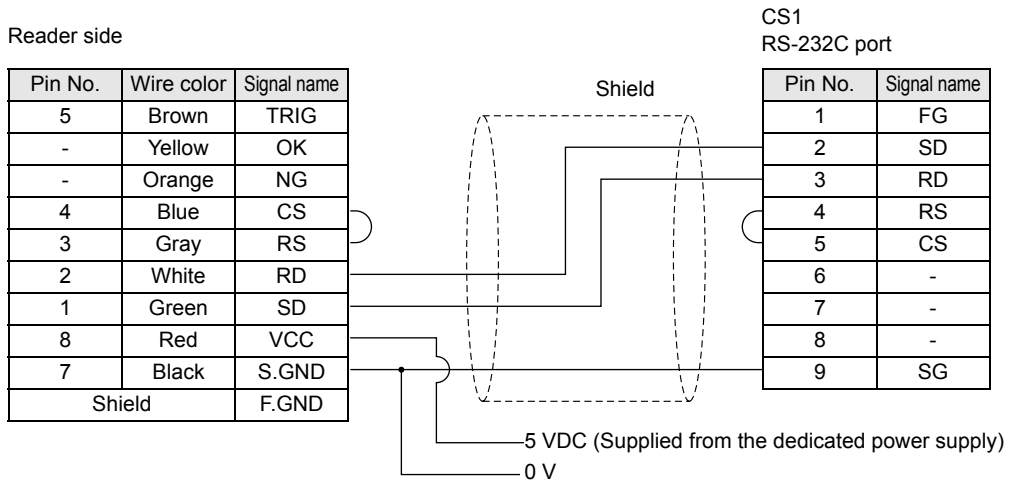 CS1
RS-232C port
Reader side
Shield
Pin No. Wire color Signal name
5 Brown TRIG
- Yellow OK
- Orange NG
4 Blue CS
3 Gray RS
2 White RD
1 Green SD
8 Red VCC
7 Black S.GND
Shield F.GND
Pin No. Signal name
1 FG
2 SD
3 RD
4 RS
5 CS
6 -
7 -
8 -
9 SG
5 VDC (Supplied from the dedicated power supply)
0 V